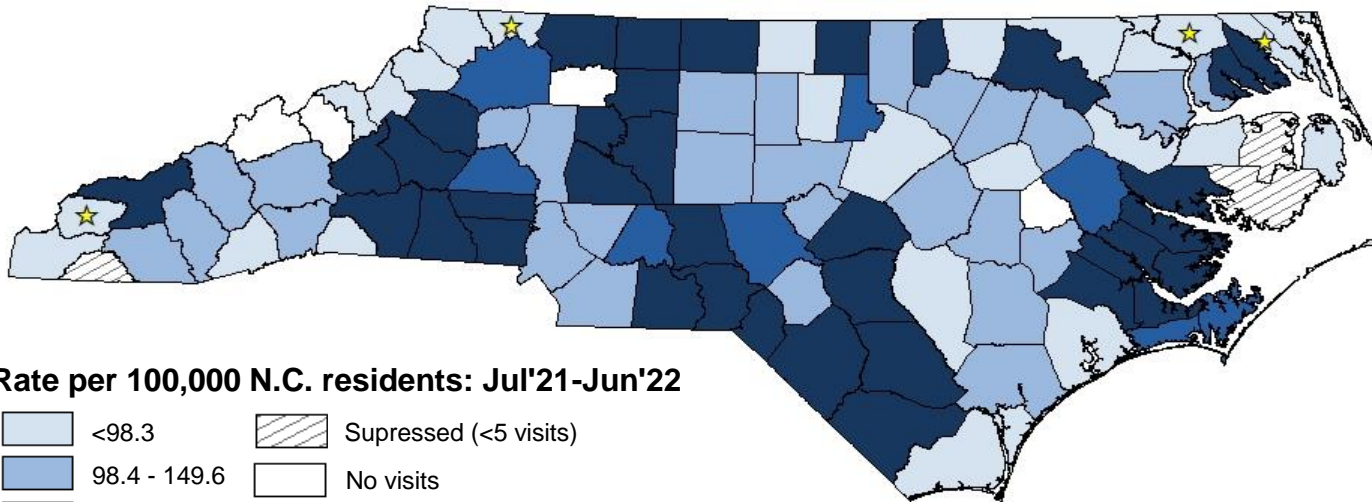 Rate per 100,000 N.C. residents: Jul'21-Jun'22
<98.3
Supressed (<5 visits)
98.4 - 149.6
No visits